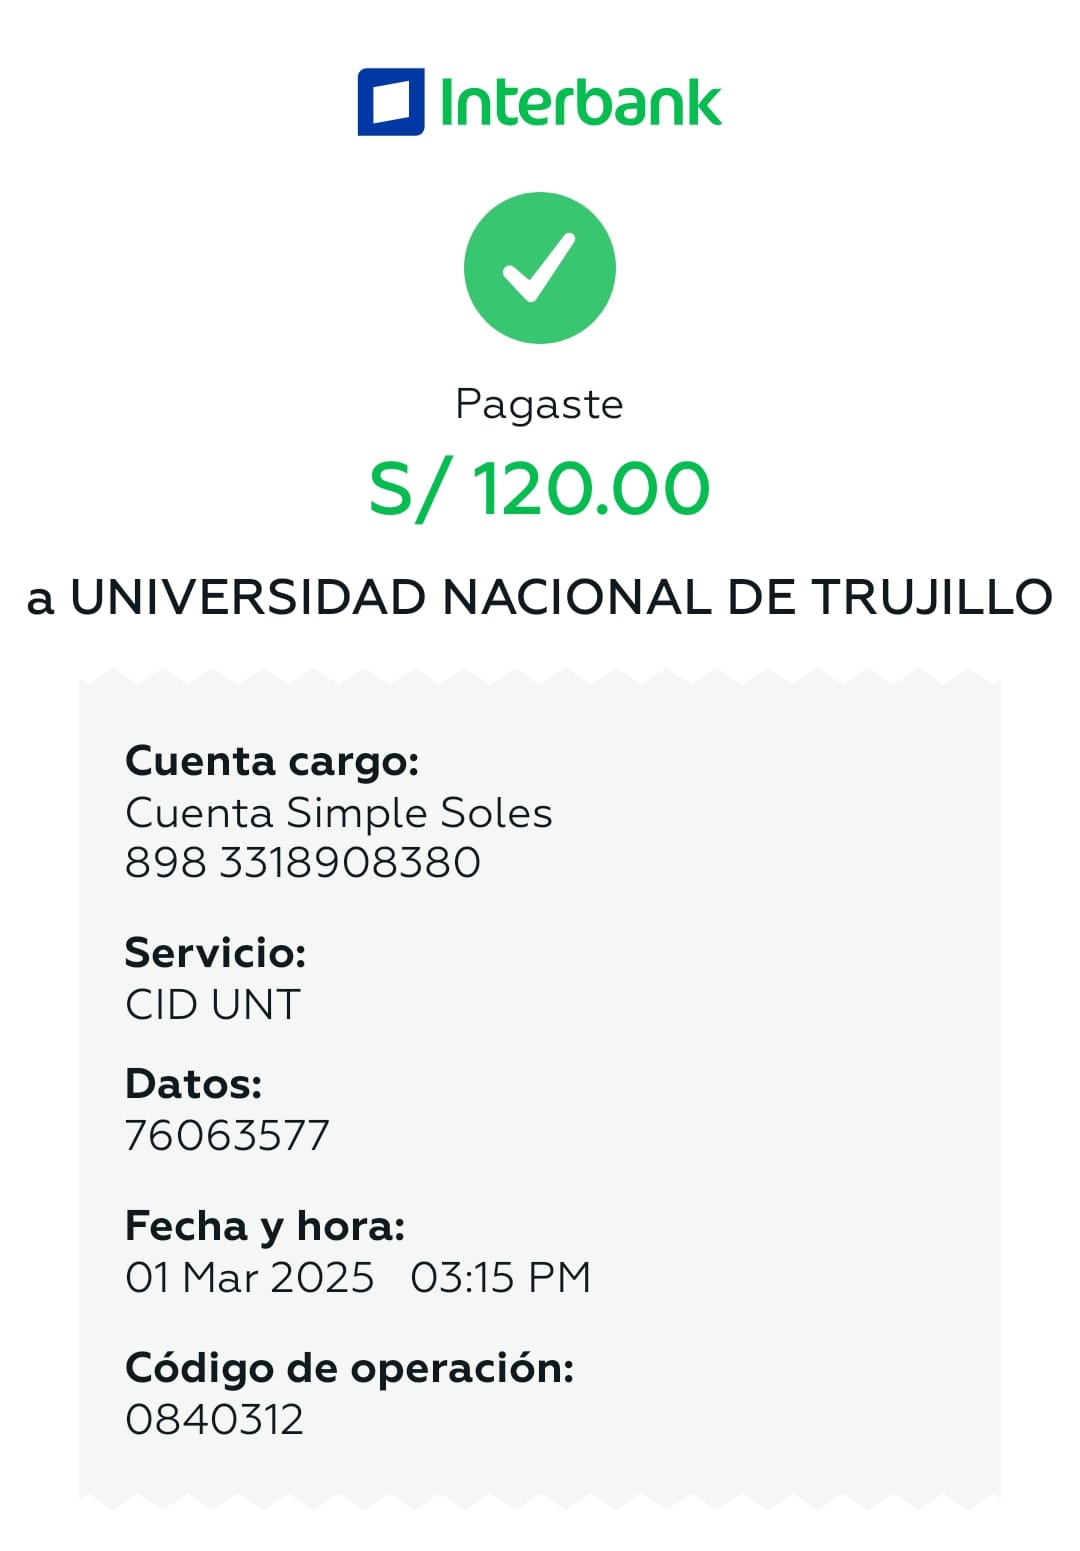 Interbank
Pagaste
S/ 120.00
a UNIVERSIDAD NACIONAL DE TRUJILLO
Cuenta cargo:
Cuenta Simple Soles
898 3318908380
Servicio:
CID UNT
Datos:
76063577
Fecha y hora:
01 Mar 2025 03:15 PM
Código de operación:
0840312